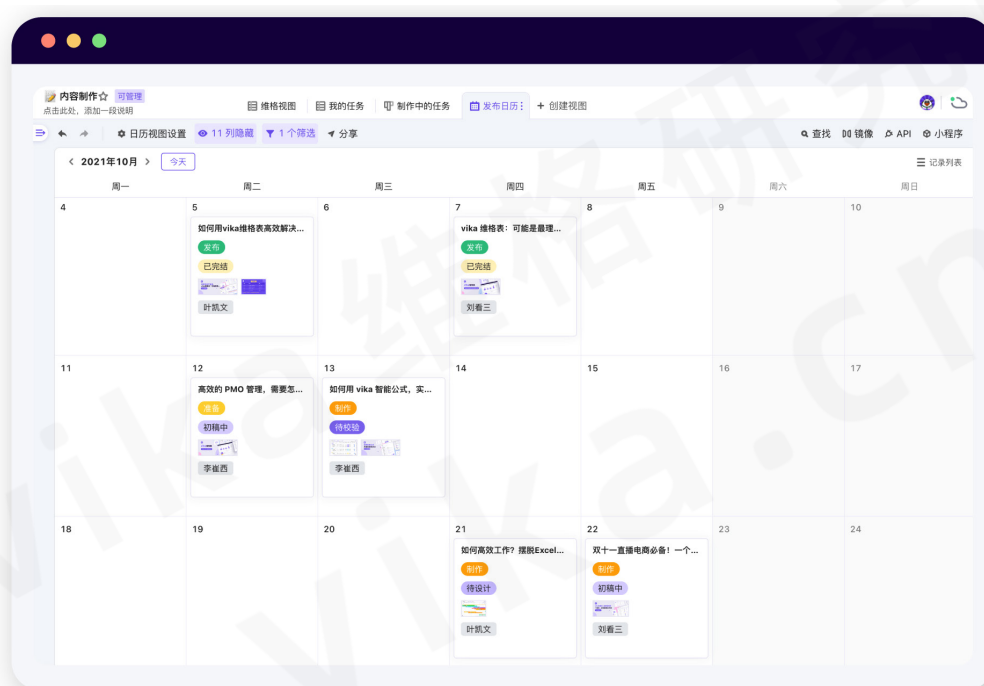 内容制作 可管理
点击此处，添加一段说明
维格视图 我的任务 制作中的任务 发布日历 + 创建视图
日历视图设置 11 列隐藏 1 个筛选 分享 查找 镜像 API 小程序
2021年10月 今天 记录列表
周一 周二 周三 周四 周五 周六 周日
4 5 6 7 8 9 10
如何用vika维格表高效解决... vika 维格表：可能是最理...
发布 发布
已完结 已完结
叶凯文 刘看三
11 12 13 14 15 16 17
高效的 PMO 管理，需要怎... 如何用 vika 智能公式，实...
准备 制作
初稿中 待校验
李崔西 李崔西
18 19 20 21 22 23 24
如何高效工作？摆脱Excel... 双十一直播电商必备！一个...
制作 制作
待设计 初稿中
叶凯文 刘看三
vika维格研究
vika.cn